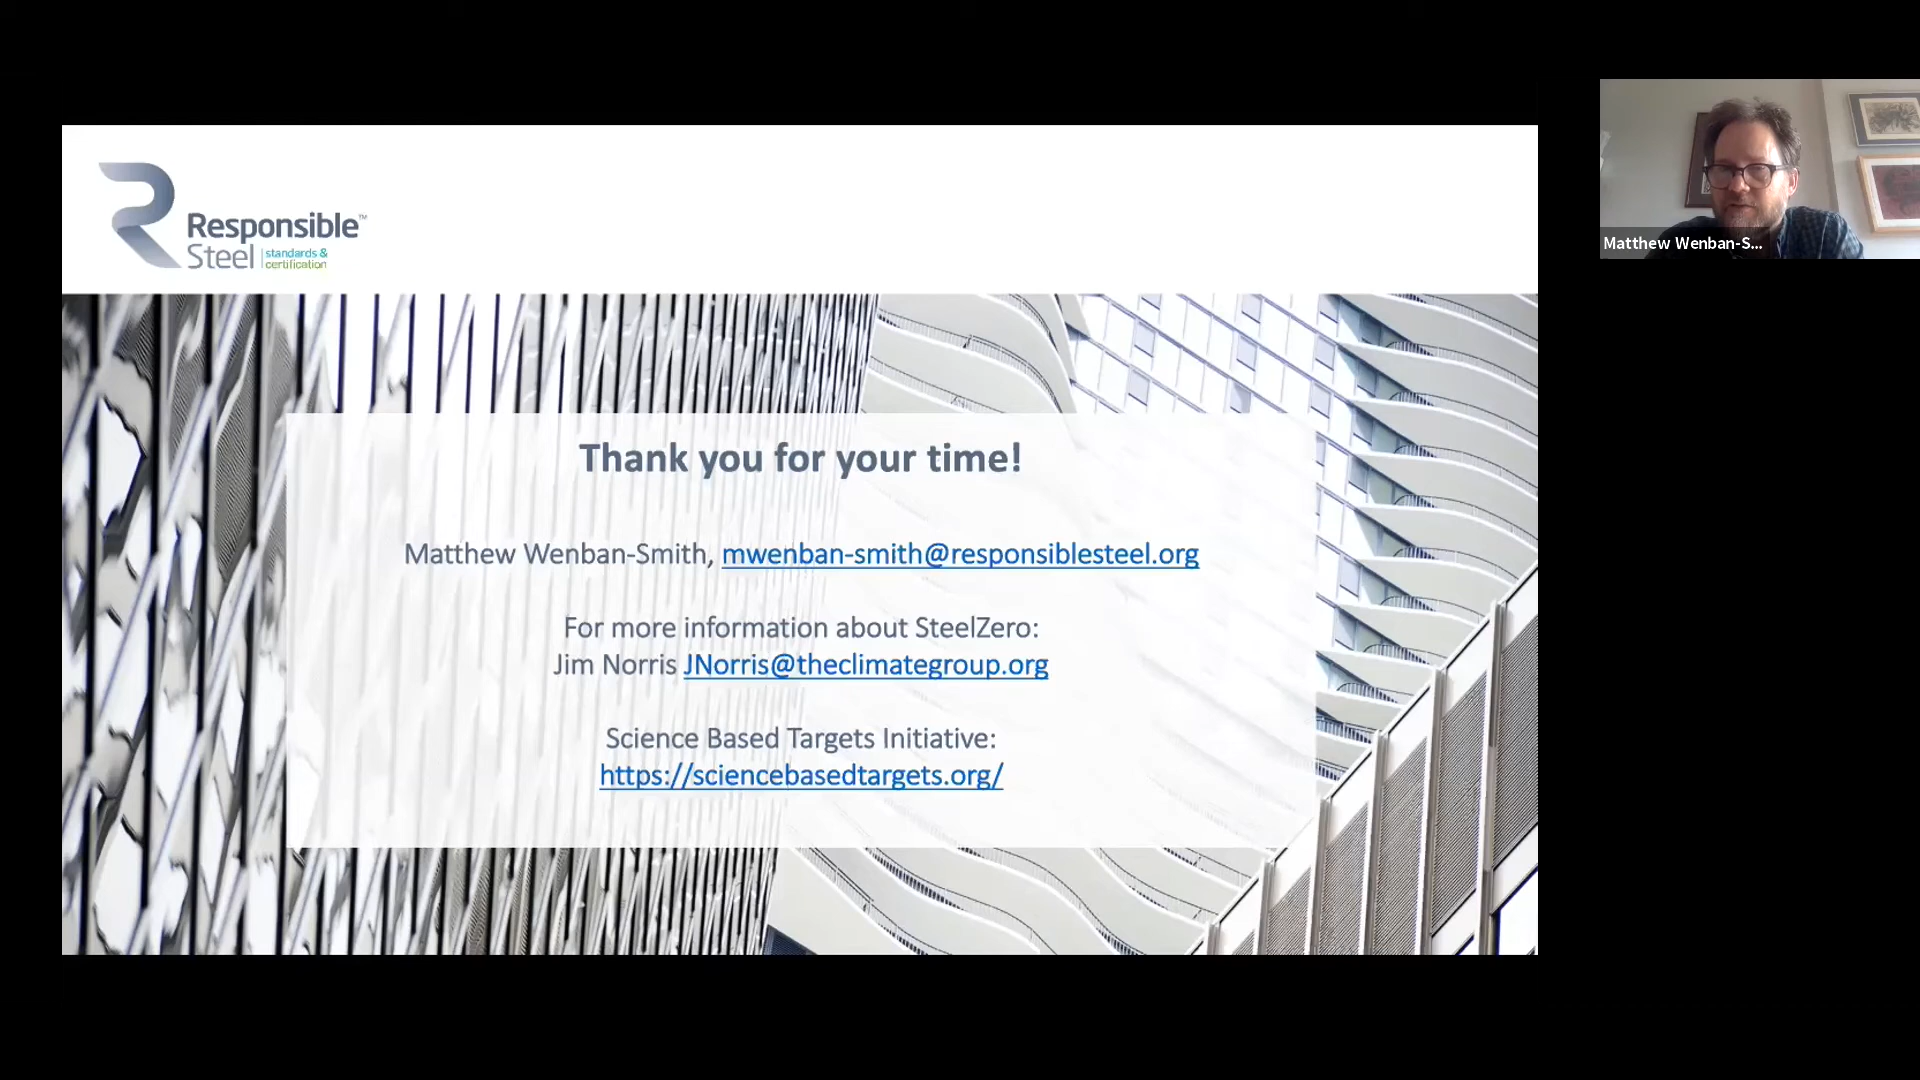 Responsible™
Steel
standards &
certification
Thank you for your time!
Matthew Wenban-Smith, mwenban-smith@responsiblesteel.org
For more information about SteelZero:
Jim Norris JNorris@theclimategroup.org
Science Based Targets Initiative:
https://sciencebasedtargets.org/
Matthew Wenban-S...